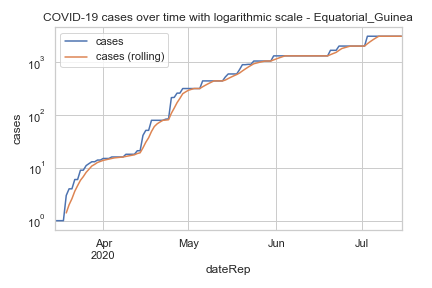 COVID-19 cases over time with logarithmic scale - Equatorial_Guinea
cases
cases (rolling)
10³
10²
10¹
10⁰
cases
Apr
2020
May
Jun
Jul
dateRep